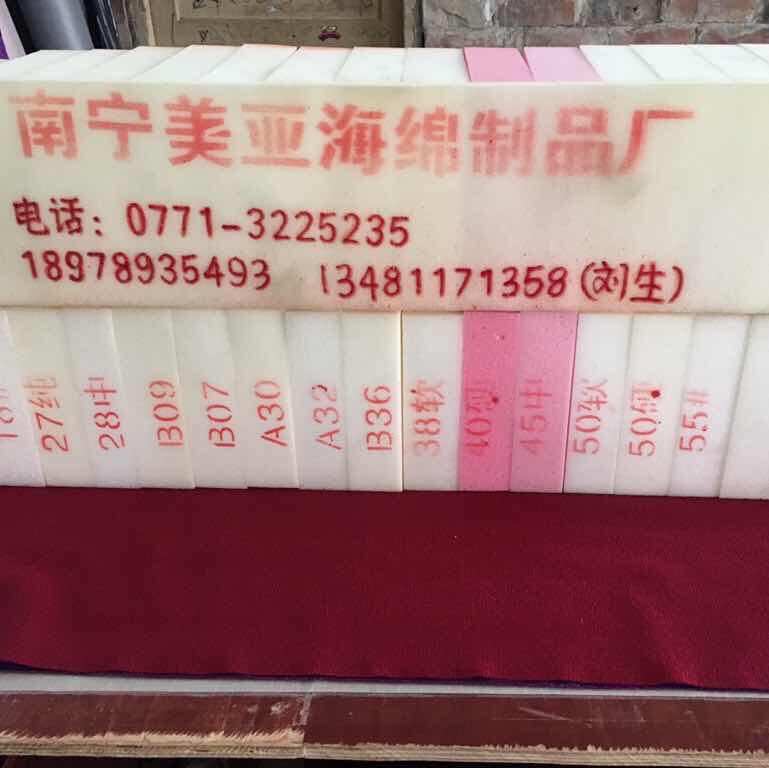 南宁美亚海绵制品厂
电话：0771-3225235
18978935493 13481171358(刘生)
27纯
28中
B09
B07
A30
A32
B36
38软
40硬
45中
50软
50硬
55#